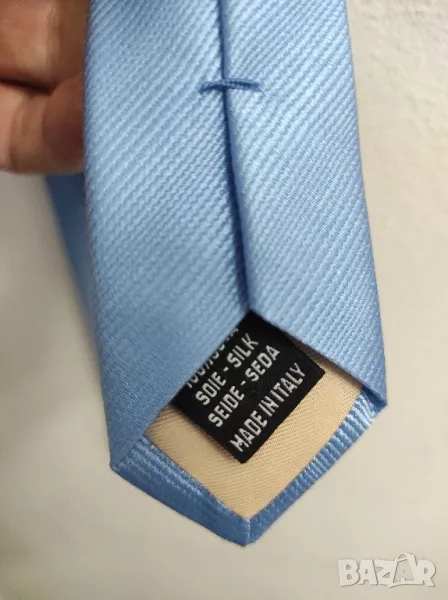 SOIE - SILK
SEIDE - SEDA
MADE IN ITALY
BAZAR